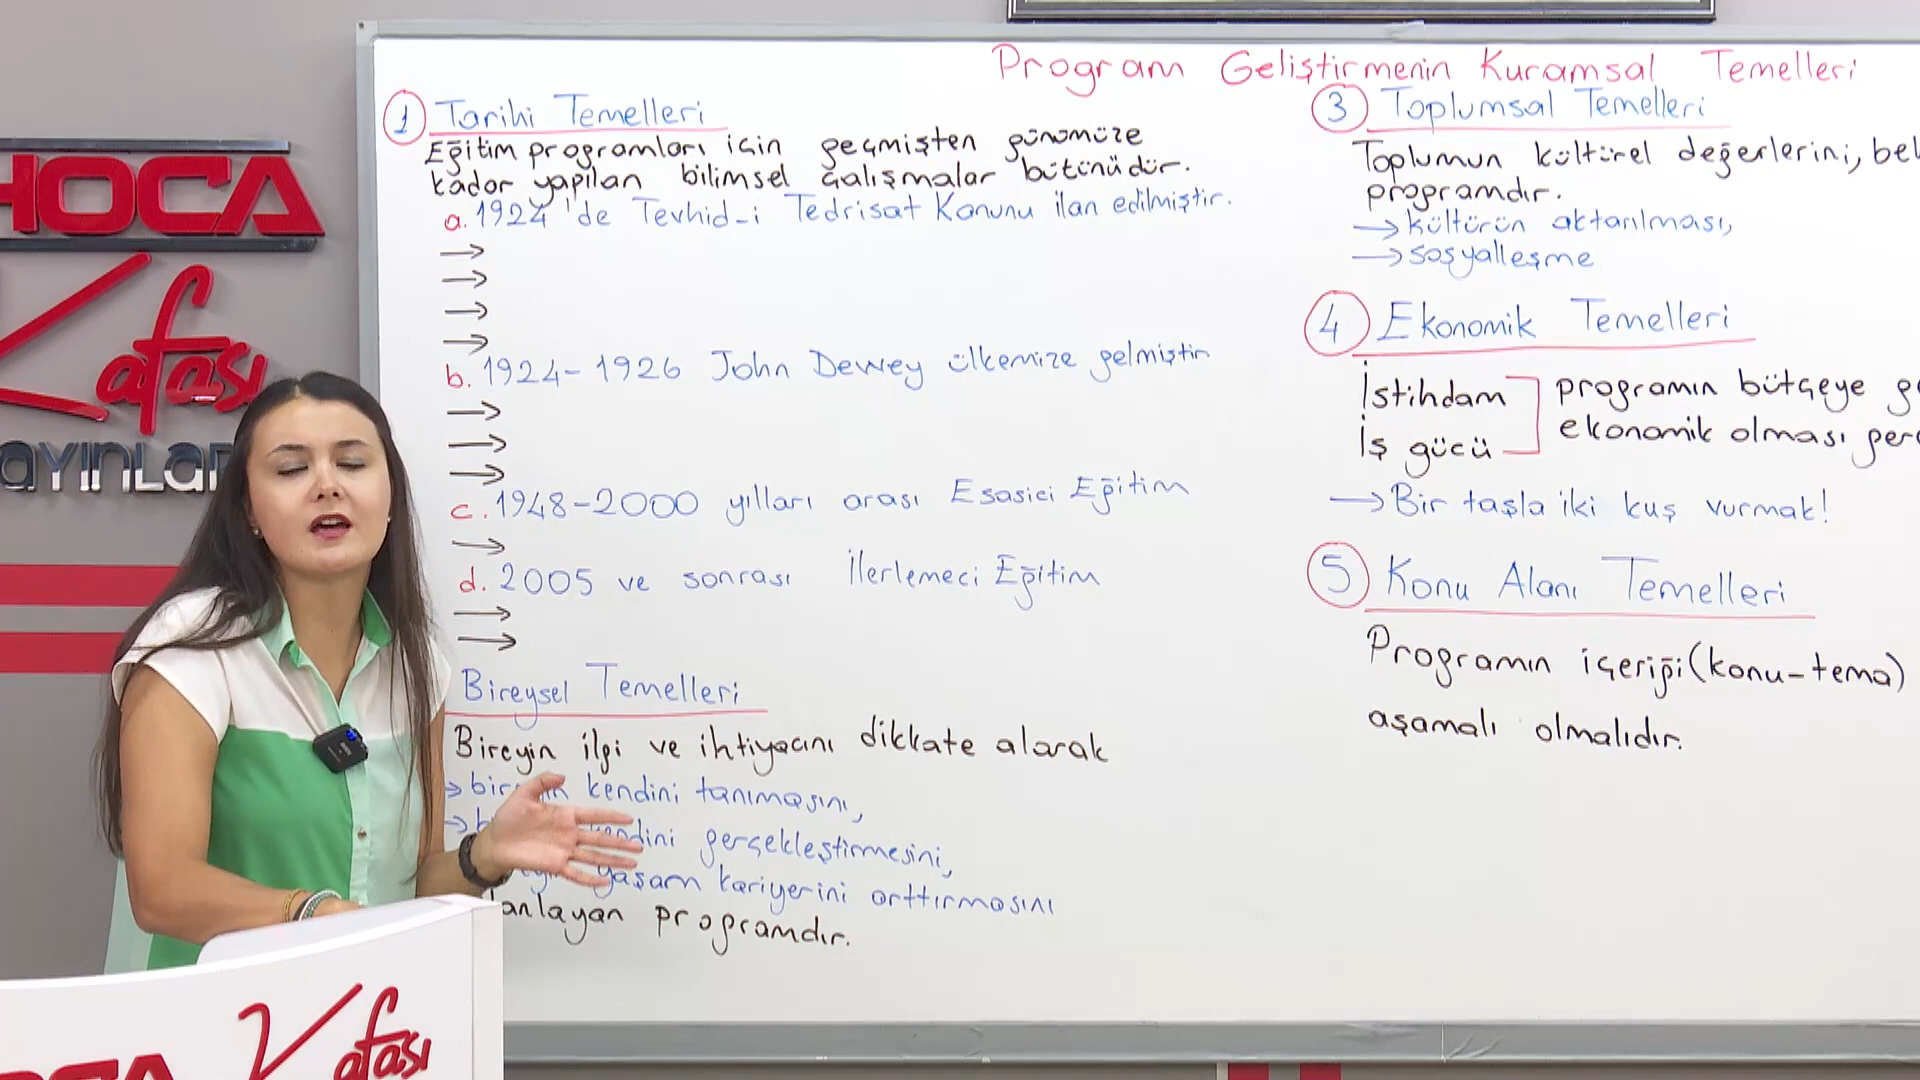 Program Geliştirmenin Kuramsal Temelleri
1 Tarihi Temelleri
Eğitim programları için geçmişten günümüze
kadar yapılan bilimsel çalışmalar bütünüdür.
a. 1924'de Tevhid-i Tedrisat Kanunu ilan edilmiştir.
→
→
→
→
b. 1924-1926 John Dewey ülkemize gelmiştir
→
→
→
c. 1948-2000 yılları arası Esasici Eğitim
→
d. 2005 ve sonrası İlerlemeci Eğitim
→
→
Bireysel Temelleri
Bireyin ilgi ve ihtiyacını dikkate alarak
→ kendini tanımasını,
→ kendini gerçekleştirmesini,
yaşam kariyerini arttırmasını
programdır.
3 Toplumsal Temelleri
Toplumun kültürel değerlerini,
programdır.
→ kültürün aktarılması,
→ sosyalleşme
4 Ekonomik Temelleri
İstihdam
İş gücü
programın bütçeye
ekonomik olması
→ Bir taşla iki kuş vurmak!
5 Konu Alanı Temelleri
Programın içeriği (konu-tema)
aşamalı olmalıdır.
HOCA
Kafası
Kafası